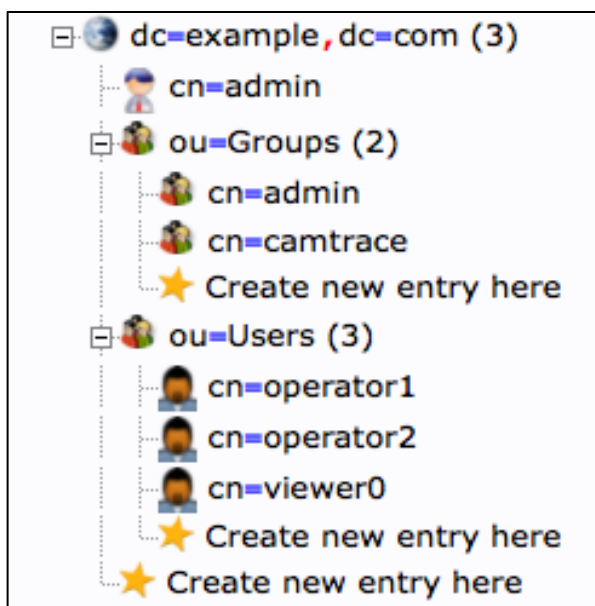 dc=example,dc=com (3)
cn=admin
ou=Groups (2)
cn=admin
cn=camtrace
Create new entry here
ou=Users (3)
cn=operator1
cn=operator2
cn=viewer0
Create new entry here
Create new entry here